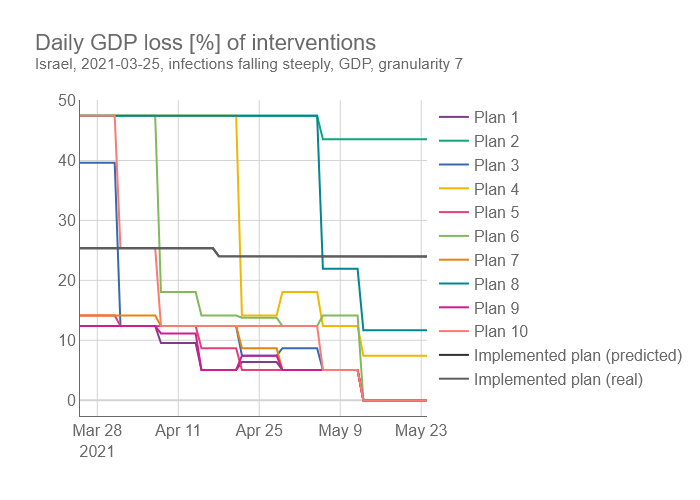 Daily GDP loss [%] of interventions
Israel, 2021-03-25, infections falling steeply, GDP, granularity 7
50
40
30
20
10
0
Mar 28
2021
Apr 11
Apr 25
May 9
May 23
Plan 1
Plan 2
Plan 3
Plan 4
Plan 5
Plan 6
Plan 7
Plan 8
Plan 9
Plan 10
Implemented plan (predicted)
Implemented plan (real)